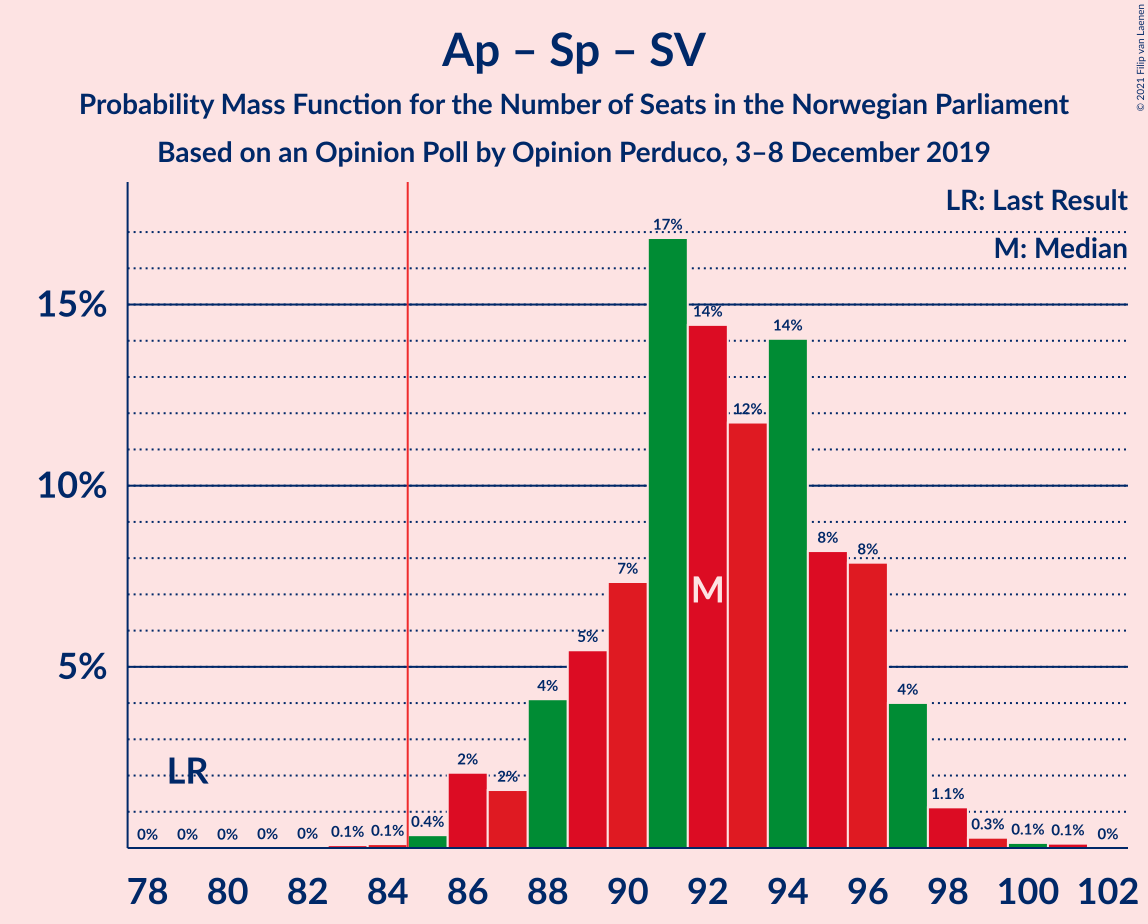 Ap – Sp – SV
Probability Mass Function for the Number of Seats in the Norwegian Parliament
Based on an Opinion Poll by Opinion Perduco, 3–8 December 2019
© 2021 Filip van Laenen
LR: Last Result
M: Median
17%
15%
14%
14%
12%
10%
8%
8%
7%
M
5%
5%
4%
4%
2%
2%
LR
1.1%
0% 0% 0% 0% 0% 0.1% 0.1% 0.4% 0.3% 0.1% 0.1% 0%
78 80 82 84 86 88 90 92 94 96 98 100 102